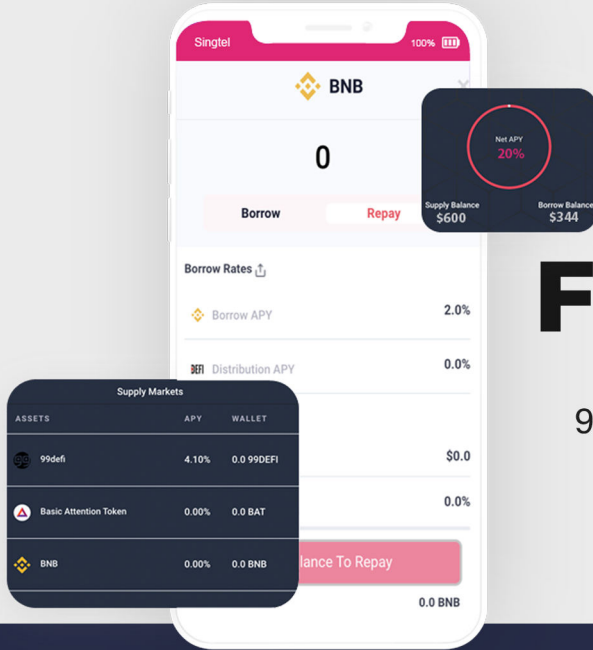 Singtel
100%
BNB
0
Borrow Repay
Net APY
20%
Supply Balance Borrow Balance
$600 $344
Borrow Rates
Borrow APY 2.0%
DEFI Distribution APY 0.0%
$0.0
0.0%
lance To Repay
0.0 BNB
Supply Markets
ASSETS APY WALLET
99defi 4.10% 0.0 99DEFI
Basic Attention Token 0.00% 0.0 BAT
BNB 0.00% 0.0 BNB
F
9